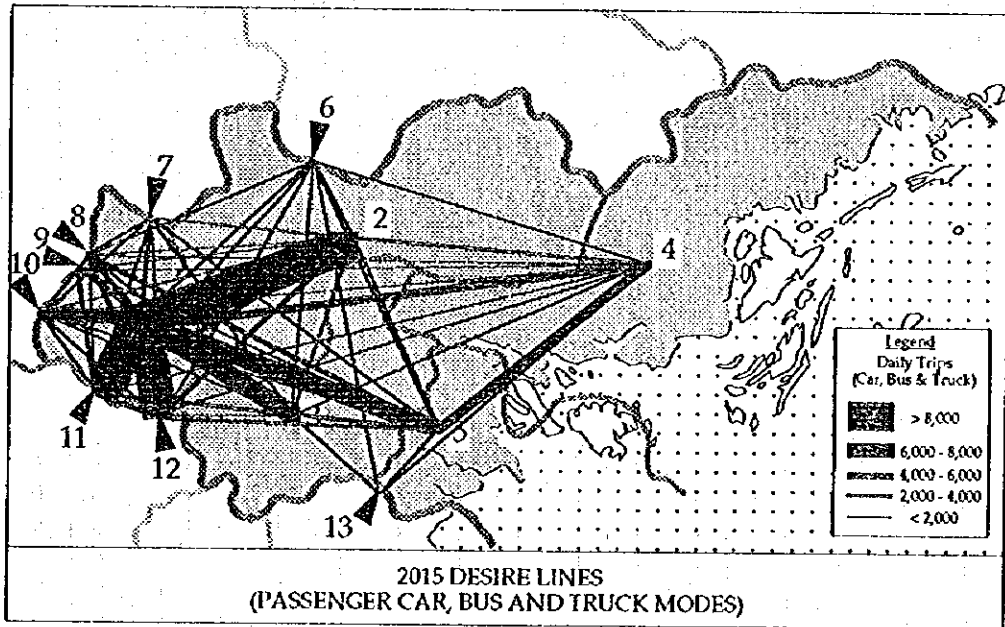 6
7
2
8
9
4
10
3
11
12
13
Legend
Daily Trips
(Car, Bus & Truck)
> 8,000
6,000 - 8,000
4,000 - 6,000
2,000 - 4,000
< 2,000
2015 DESIRE LINES
(PASSENGER CAR, BUS AND TRUCK MODES)